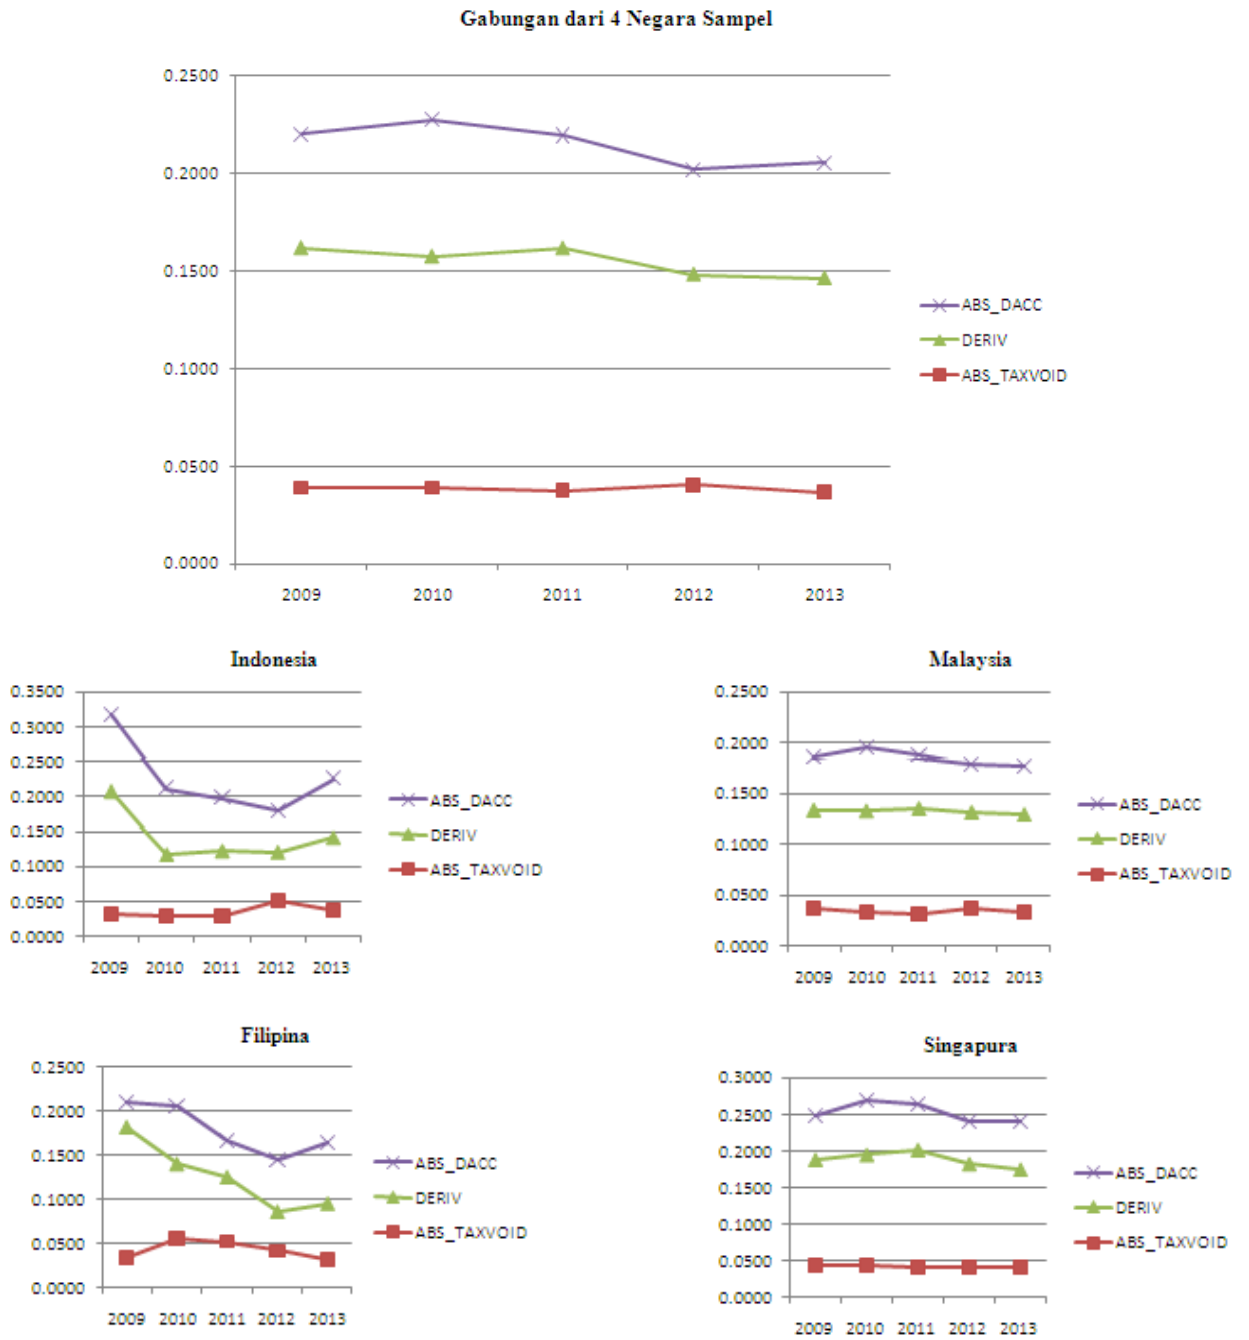 Gabungan dari 4 Negara Sampel
0.2500
0.2000
0.1500
0.1000
0.0500
0.0000
2009 2010 2011 2012 2013
ABS_DACC
DERIV
ABS_TAXVOID
Indonesia
0.3500
0.3000
0.2500
0.2000
0.1500
0.1000
0.0500
0.0000
2009 2010 2011 2012 2013
ABS_DACC
DERIV
ABS_TAXVOID
Malaysia
0.2500
0.2000
0.1500
0.1000
0.0500
0.0000
2009 2010 2011 2012 2013
ABS_DACC
DERIV
ABS_TAXVOID
Filipina
0.2500
0.2000
0.1500
0.1000
0.0500
0.0000
2009 2010 2011 2012 2013
ABS_DACC
DERIV
ABS_TAXVOID
Singapura
0.3000
0.2500
0.2000
0.1500
0.1000
0.0500
0.0000
2009 2010 2011 2012 2013
ABS_DACC
DERIV
ABS_TAXVOID